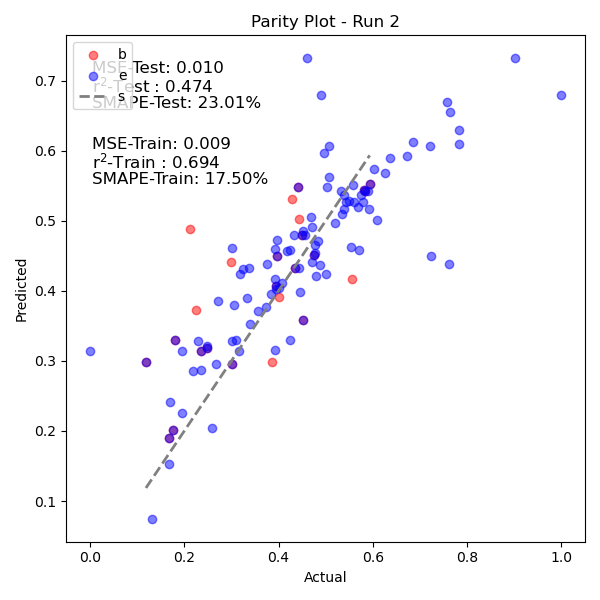 Parity Plot - Run 2
b
e
s
MSE-Test: 0.010
r²-Test : 0.474
SMAPE-Test: 23.01%
MSE-Train: 0.009
r²-Train : 0.694
SMAPE-Train: 17.50%
Predicted
0.7
0.6
0.5
0.4
0.3
0.2
0.1
0.0 0.2 0.4 0.6 0.8 1.0
Actual